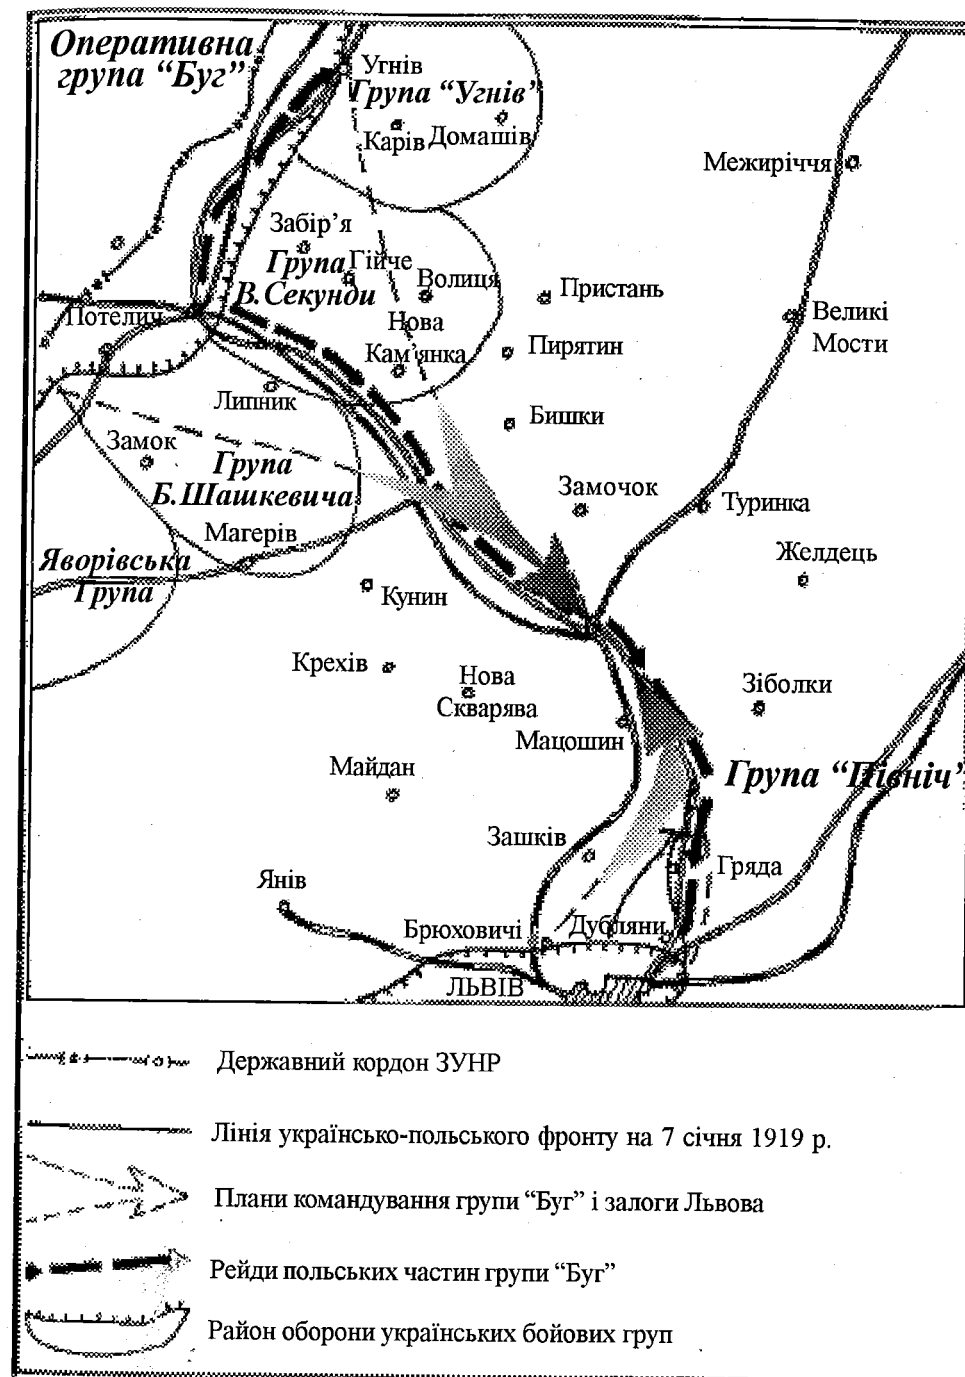 Оперативна
група “Буг”
Угнів
Група “Угнів”
Карів
Домашів
Межиріччя
Забір’я
Група
В.Секунди
Гійче
Волиця
Пристань
Потелич
Нова
Кам’янка
Великі
Мости
Пирятин
Липник
Бишки
Замок
Група
Б.Шашкевича
Замочок
Туринка
Магерів
Яворівська
Група
Желдець
Кунин
Крехів
Нова
Скварява
Зіболки
Мацошин
Майдан
Група “Північ”
Зашків
Гряда
Янів
Брюховичі
Дубляни
ЛЬВІВ
Державний кордон ЗУНР
Лінія українсько-польського фронту на 7 січня 1919 р.
Плани командування групи “Буг” і залоги Львова
Рейди польських частин групи “Буг”
Район оборони українських бойових груп